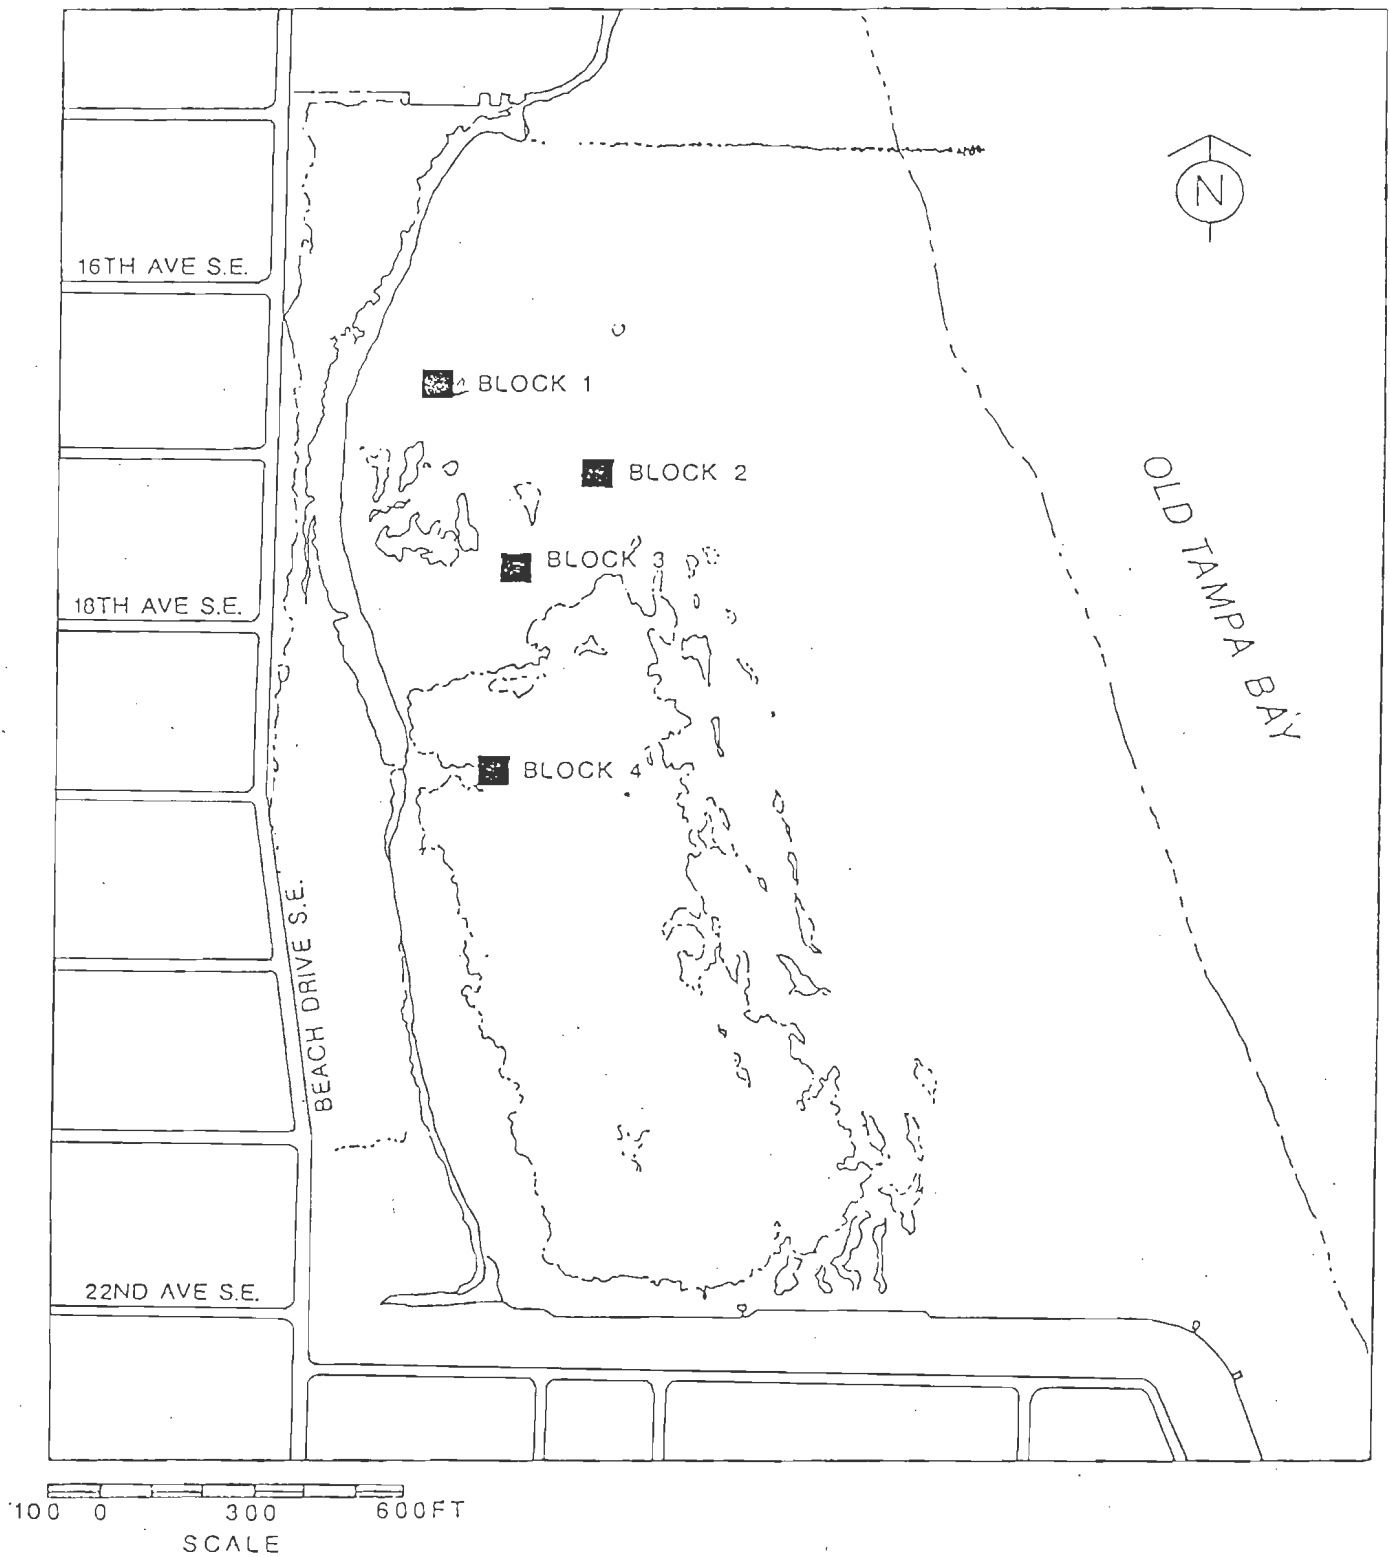 N
16TH AVE S.E.
BLOCK 1
BLOCK 2
OLD TAMPA BAY
BLOCK 3
18TH AVE S.E.
BLOCK 4
BEACH DRIVE S.E.
22ND AVE S.E.
100 0 300 600FT
SCALE